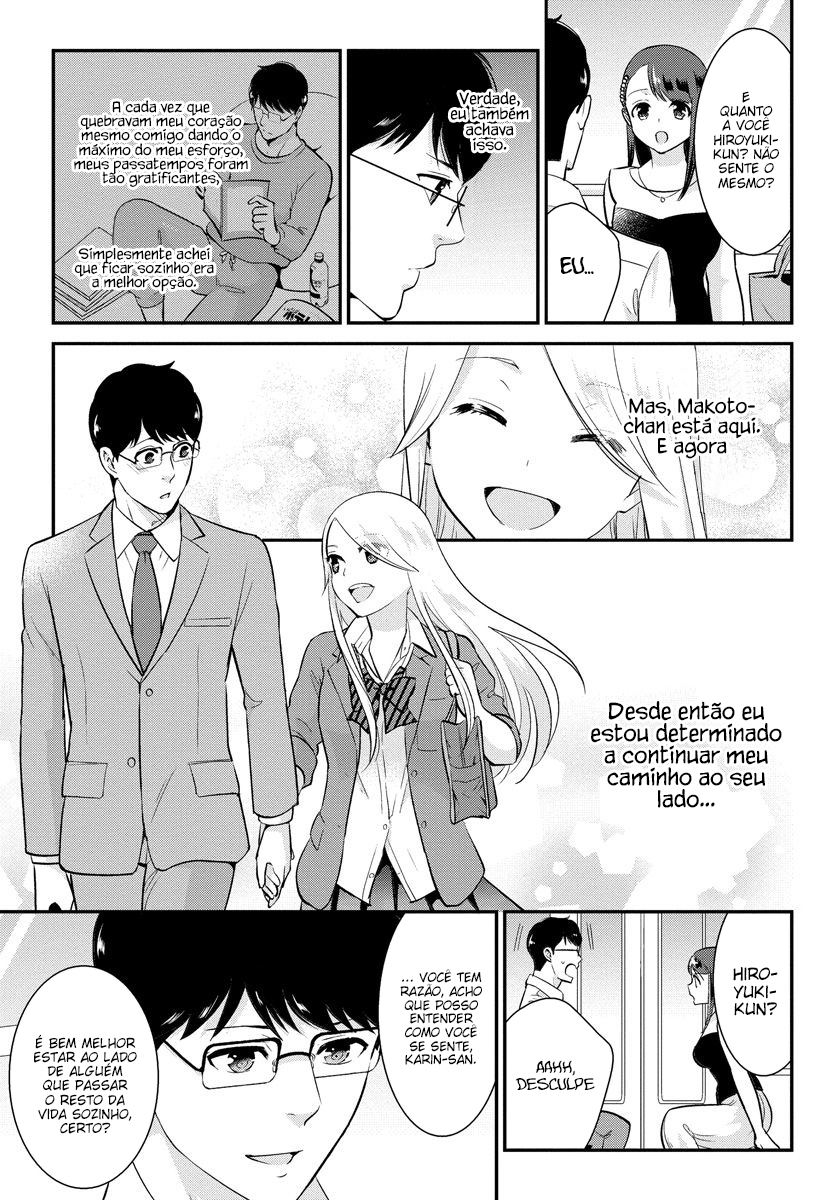 E
QUANTO
A VOCÊ
HIROYUKI-
KUN? NÃO
SENTE O
MESMO?
EU...
Verdade,
eu também
achava
isso.
A cada vez que
quebravam meu coração
mesmo comigo dando o
máximo do meu esforço,
meus passatempos foram
tão gratificantes,
Simplesmente achei
que ficar sozinho era
a melhor opção.
Mas, Makoto-
chan está aqui.
E agora
Desde então eu
estou determinado
a continuar meu
caminho ao seu
lado...
HIRO-
YUKI-
KUN?
AAHH,
DESCULPE
... VOCÊ TEM
RAZÃO, ACHO
QUE POSSO
ENTENDER
COMO VOCÊ
SE SENTE,
KARIN-SAN.
É BEM MELHOR
ESTAR AO LADO
DE ALGUÉM
QUE PASSAR
O RESTO DA
VIDA SOZINHO,
CERTO?